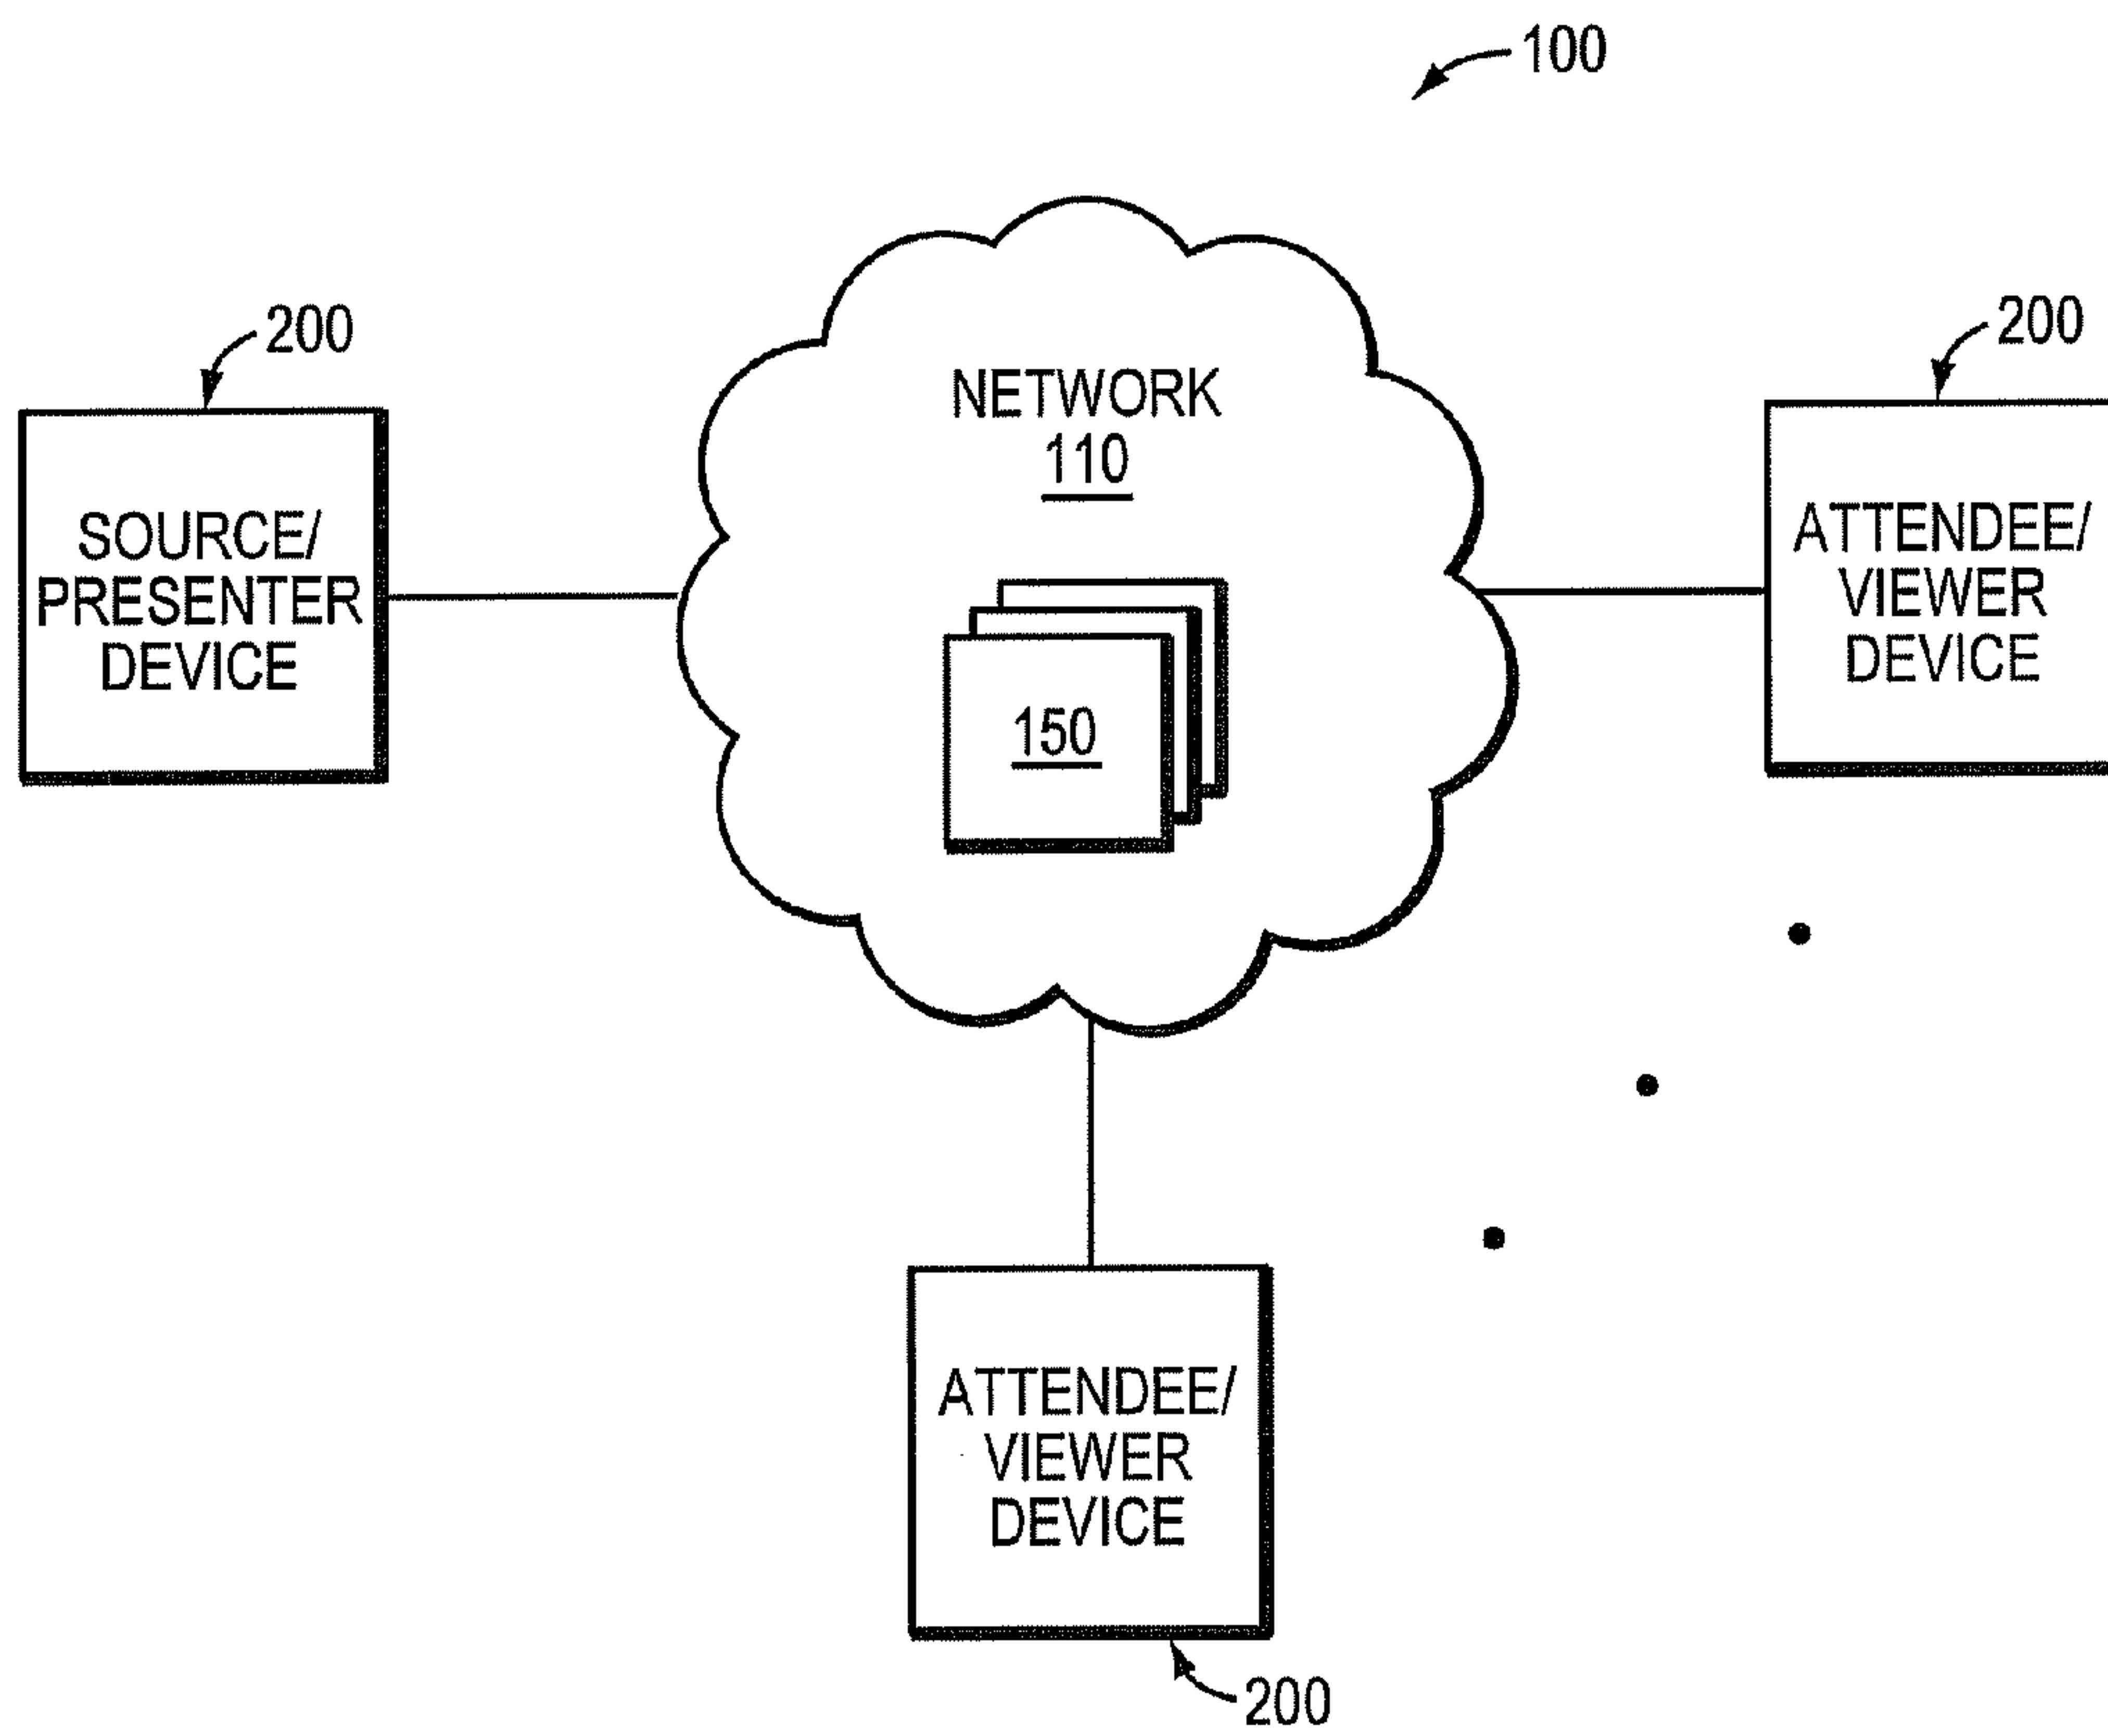 100
200
200
NETWORK
110
SOURCE/
PRESENTER
DEVICE
ATTENDEE/
VIEWER
DEVICE
150
ATTENDEE/
VIEWER
DEVICE
200